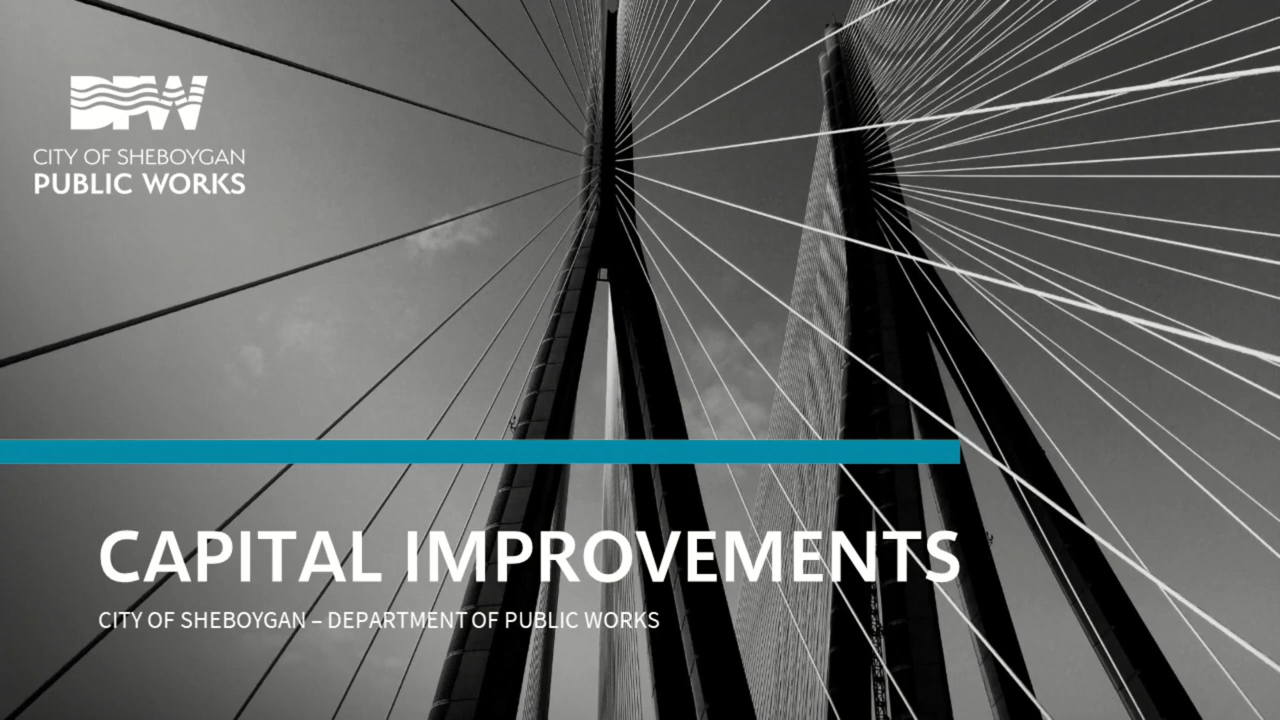 DPW
CITY OF SHEBOYGAN
PUBLIC WORKS
CAPITAL IMPROVEMENTS
CITY OF SHEBOYGAN – DEPARTMENT OF PUBLIC WORKS